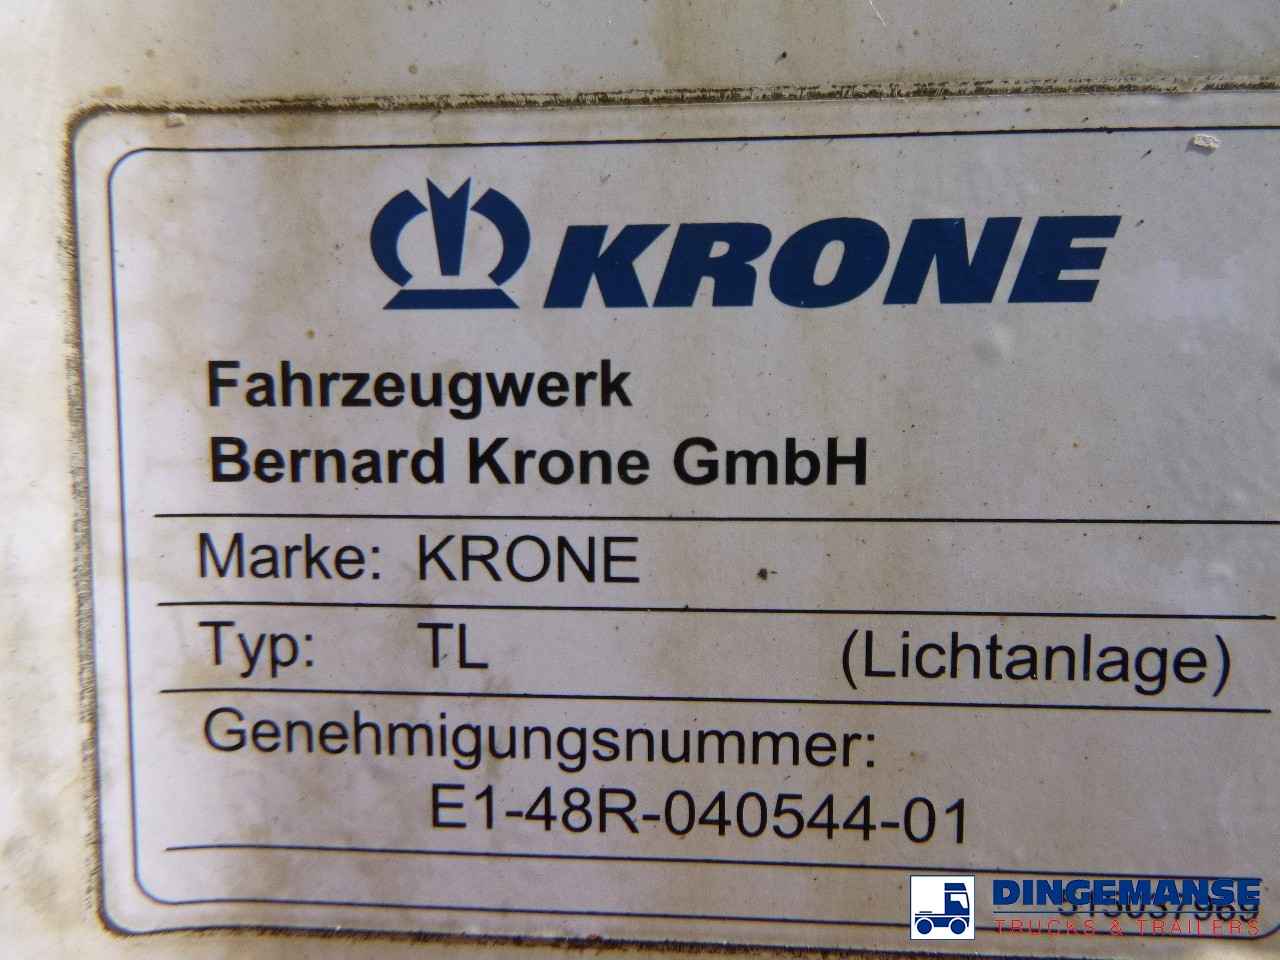 KRONE
Fahrzeugwerk
Bernard Krone GmbH
Marke: KRONE
Typ: TL (Lichtanlage)
Genehmigungsnummer:
E1-48R-040544-01
DINGEMANSE
TRUCKS & TRAILERS